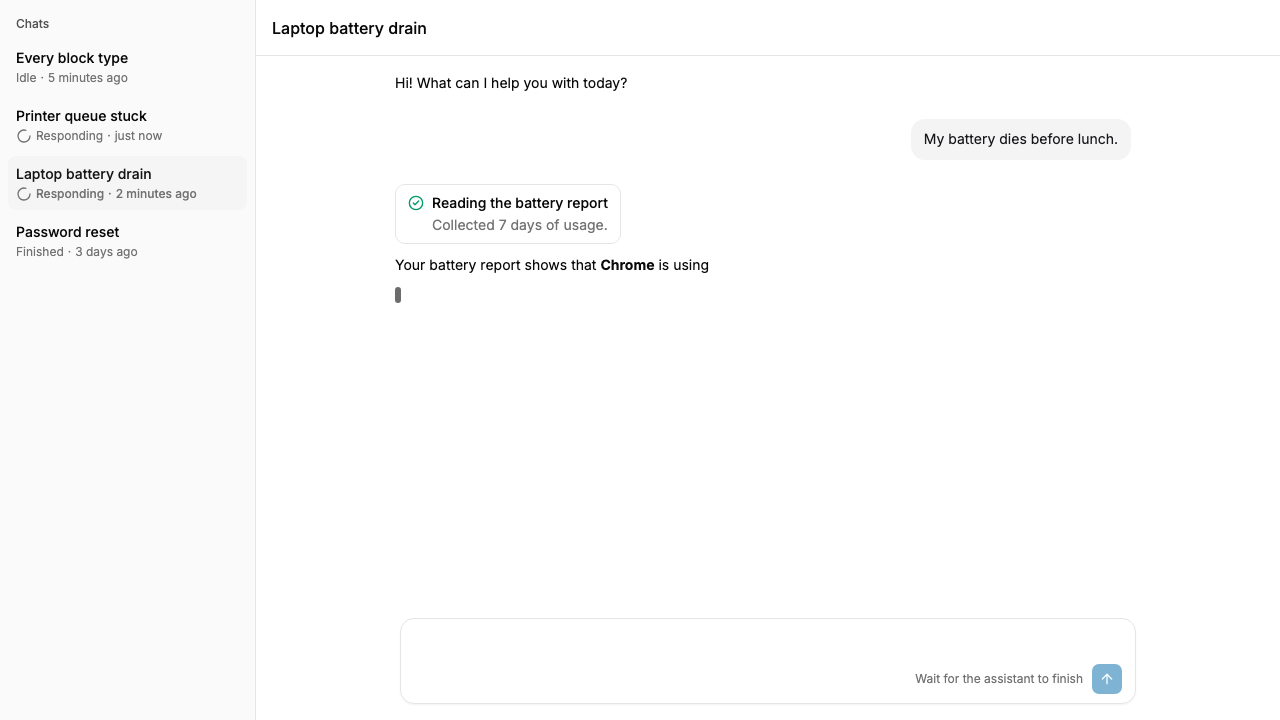 Chats
Every block type
Idle · 5 minutes ago
Printer queue stuck
Responding · just now
Laptop battery drain
Responding · 2 minutes ago
Password reset
Finished · 3 days ago
Laptop battery drain
Hi! What can I help you with today?
My battery dies before lunch.
Reading the battery report
Collected 7 days of usage.
Your battery report shows that Chrome is using
Wait for the assistant to finish